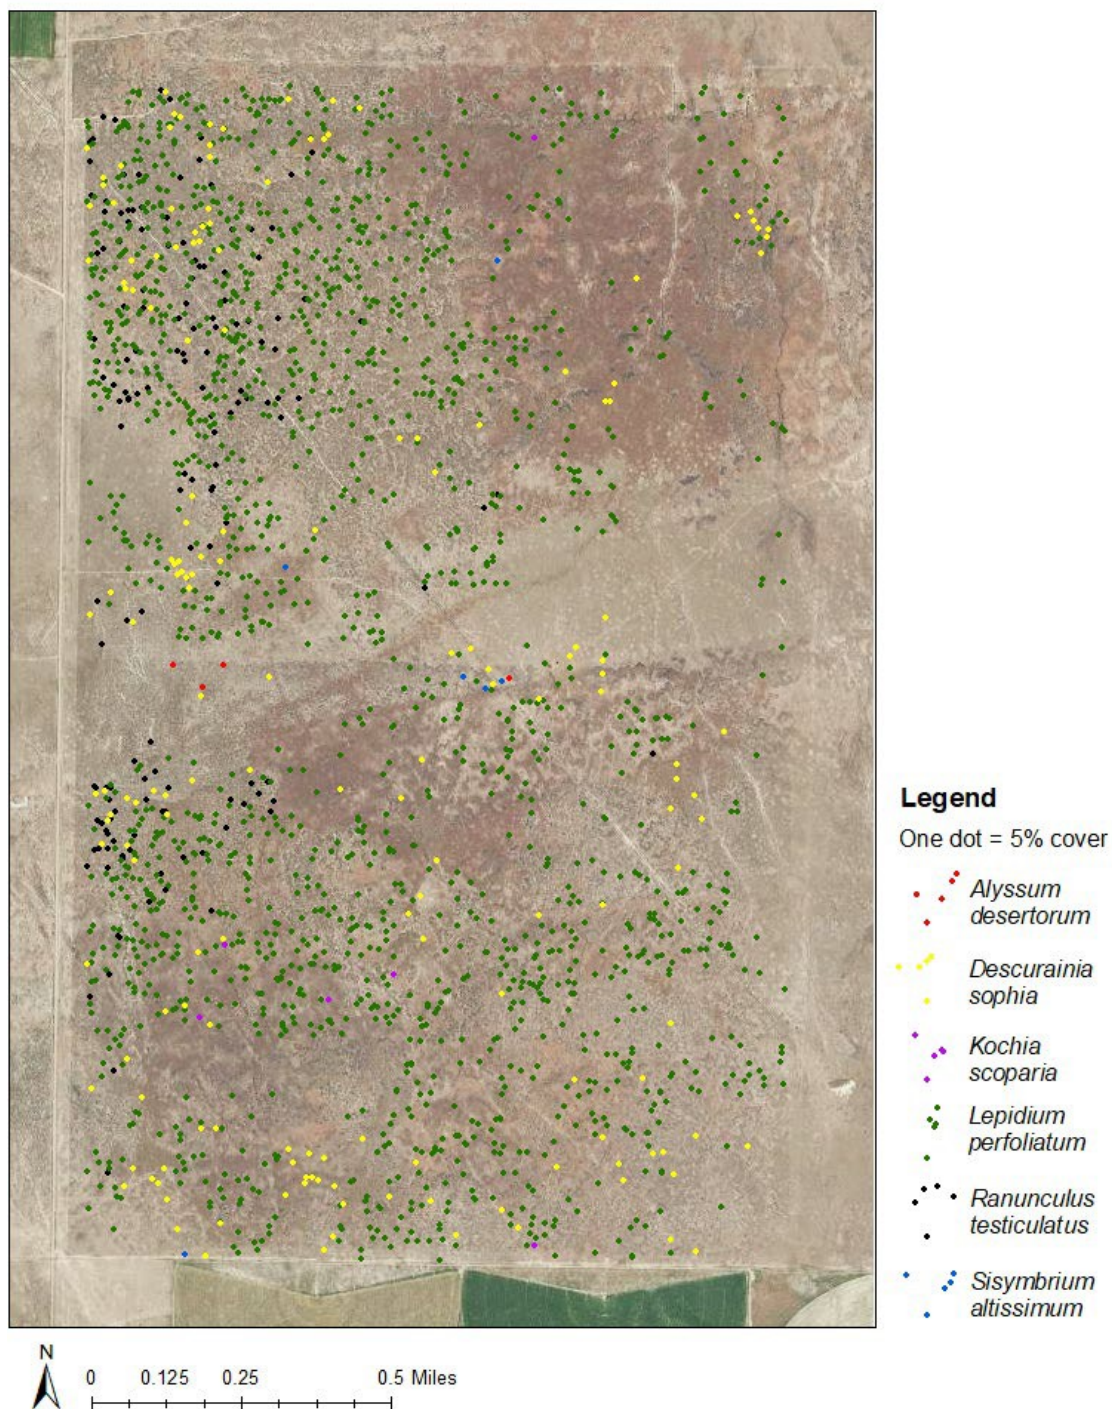 Legend
One dot = 5% cover
Alyssum
desertorum
Descurainia
sophia
Kochia
scoparia
Lepidium
perfoliatum
Ranunculus
testiculatus
Sisymbrium
altissimum
N
0 0.125 0.25 0.5 Miles